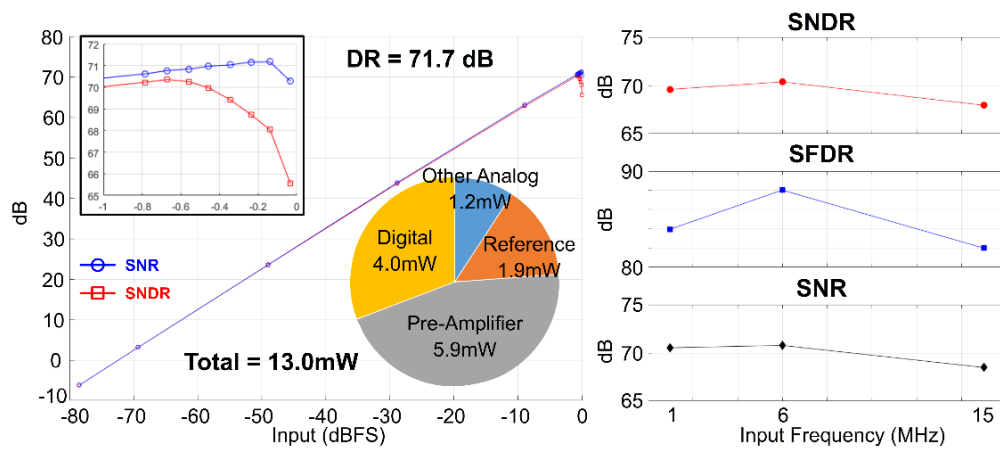 80
70
60
50
40
30
20
10
0
-10
dB
72
71
70
69
68
67
66
65
-1
-0.8
-0.6
-0.4
-0.2
0
DR = 71.7 dB
SNR
SNDR
Other Analog
1.2mW
Reference
1.9mW
Digital
4.0mW
Pre-Amplifier
5.9mW
Total = 13.0mW
-80 -70 -60 -50 -40 -30 -20 -10 0
Input (dBFS)
SNDR
75
70
65
dB
SFDR
90
80
dB
SNR
75
70
65
dB
1 6 15
Input Frequency (MHz)